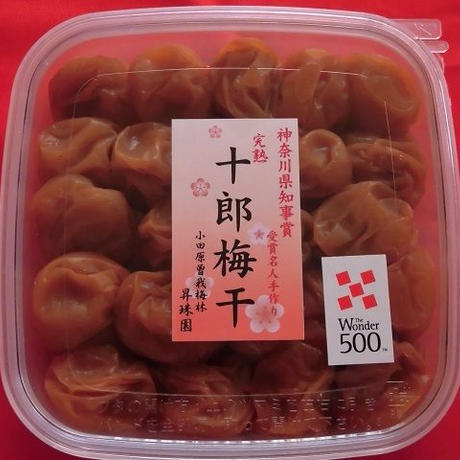 神奈川県知事賞
受賞名人手作り
完熟
十郎梅干
小田原曽我梅林
昇珠園
The
Wonder
500™